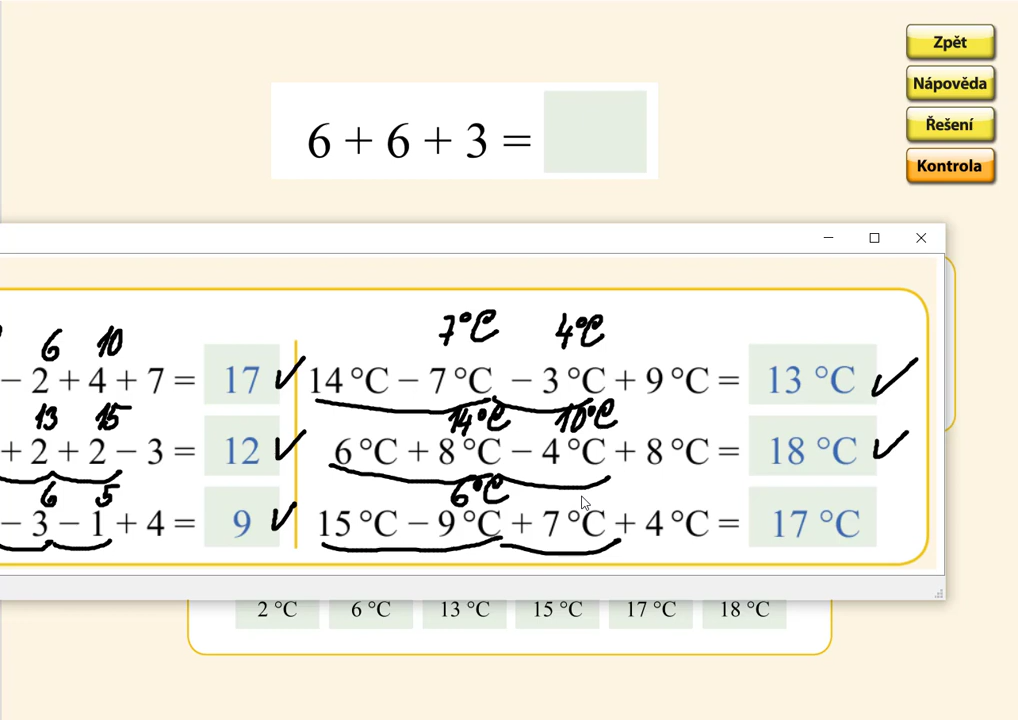 Zpět
Nápověda
Řešení
Kontrola
6 + 6 + 3 =
6 10
− 2 + 4 + 7 = 17
13 15
+ 2 + 2 − 3 = 12
6 5
− 3 − 1 + 4 = 9
7°C 4°C
14 °C − 7 °C − 3 °C + 9 °C = 13 °C
14°C 10°C
6 °C + 8 °C − 4 °C + 8 °C = 18 °C
6°C
15 °C − 9 °C + 7 °C + 4 °C = 17 °C
2 °C 6 °C 13 °C 15 °C 17 °C 18 °C